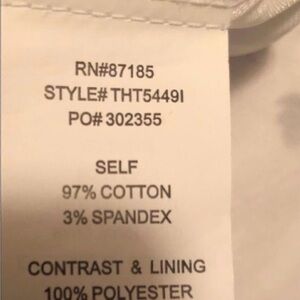 RN#87185
STYLE# THT5449I
PO# 302355
SELF
97% COTTON
3% SPANDEX
CONTRAST & LINING
100% POLYESTER